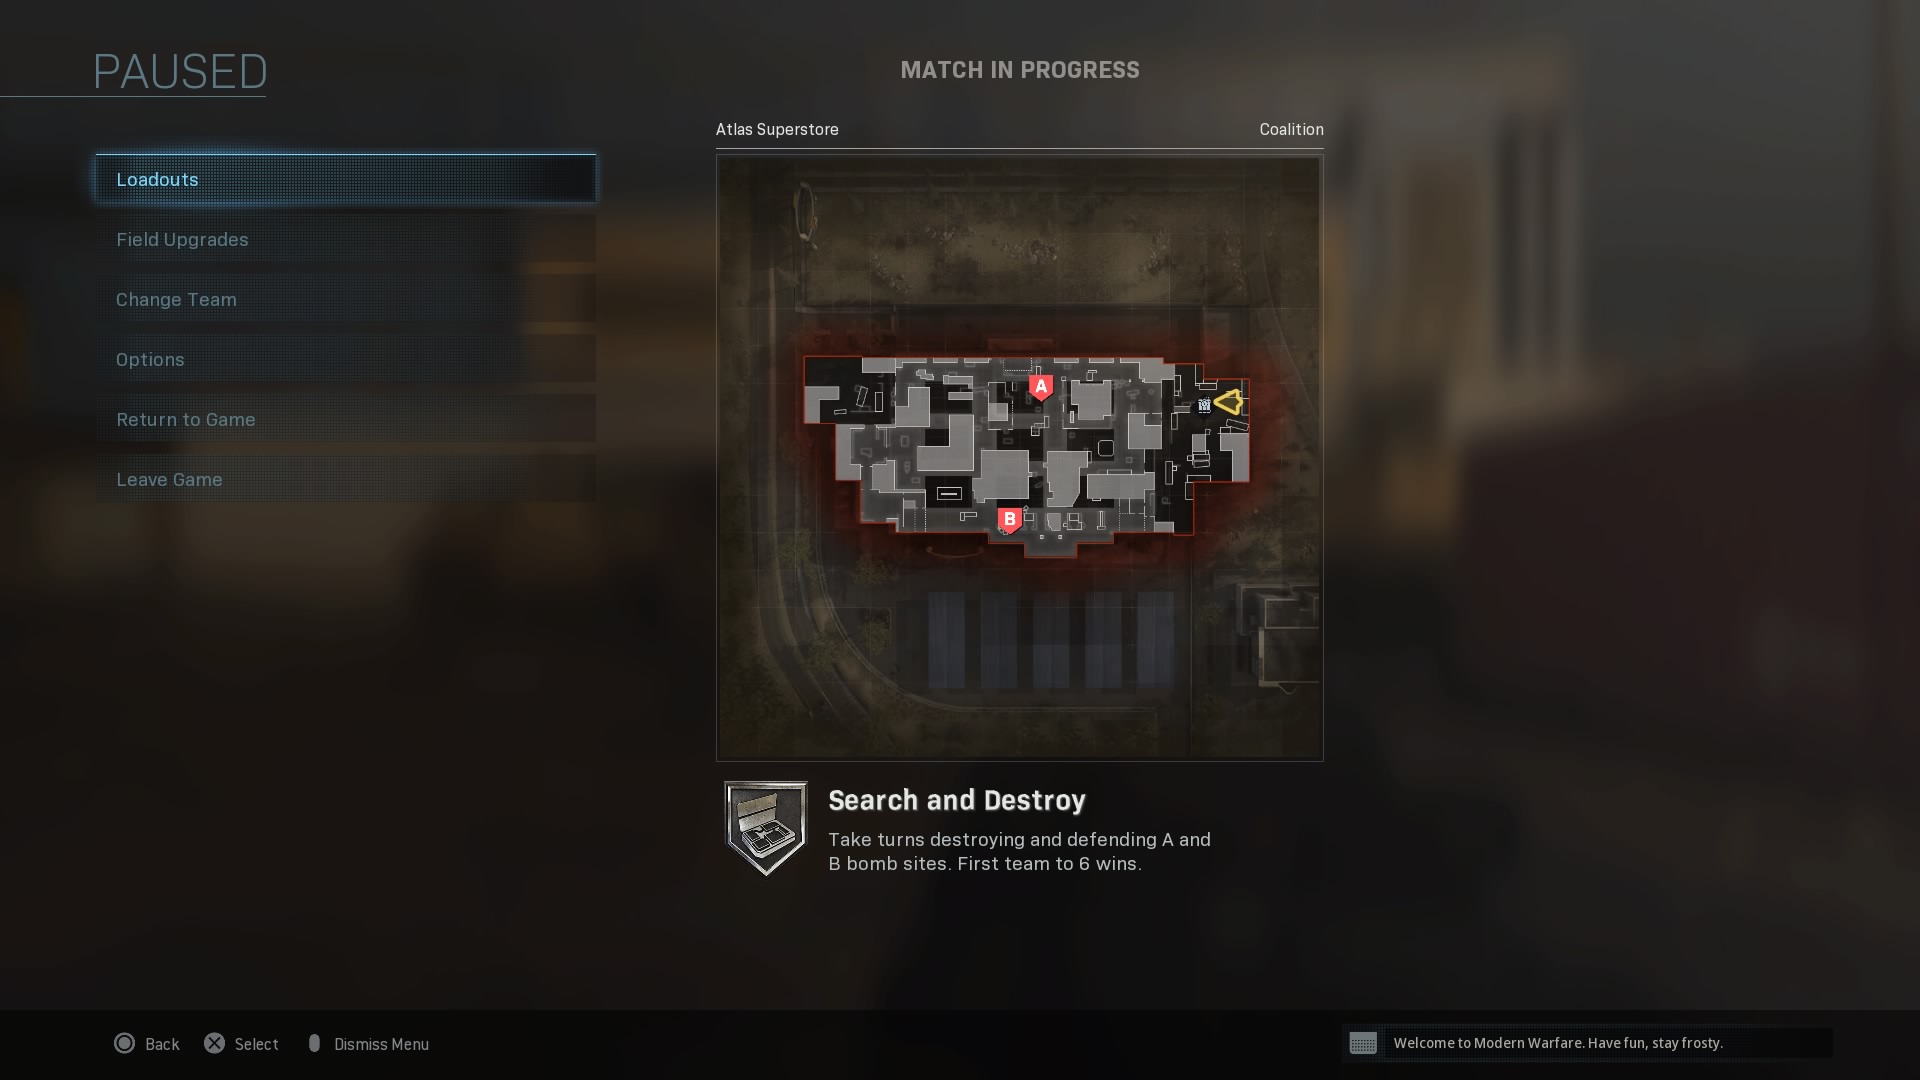 PAUSED
MATCH IN PROGRESS
Atlas Superstore
Coalition
Loadouts
Field Upgrades
Change Team
Options
Return to Game
Leave Game
A
B
Search and Destroy
Take turns destroying and defending A and
B bomb sites. First team to 6 wins.
Back
Select
Dismiss Menu
Welcome to Modern Warfare. Have fun, stay frosty.